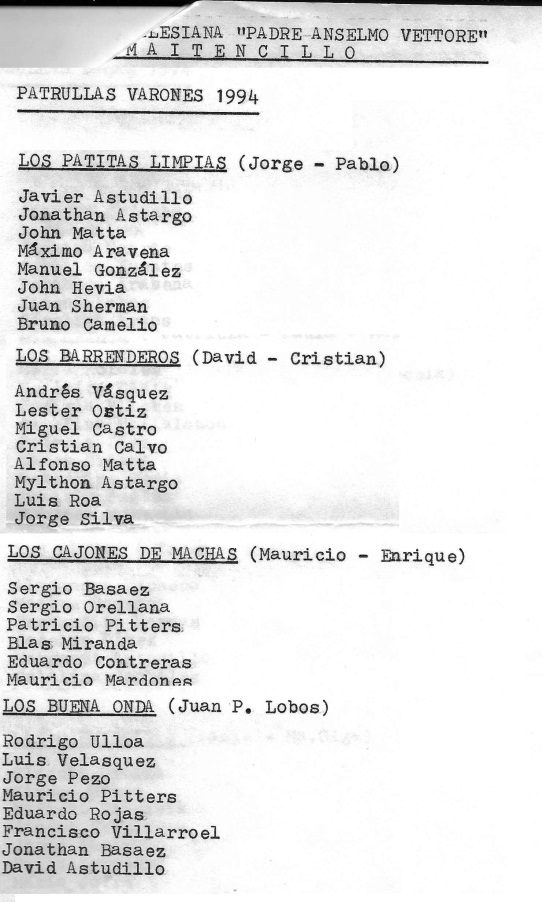 LESIANA "PADRE ANSELMO VETTORE"
MAITENCILLO
PATRULLAS VARONES 1994
LOS PATITAS LIMPIAS (Jorge - Pablo)
Javier Astudillo
Jonathan Astargo
John Matta
Máximo Aravena
Manuel González
John Hevia
Juan Sherman
Bruno Camelio
LOS BARRENDEROS (David - Cristian)
Andrés Vásquez
Lester Ortiz
Miguel Castro
Cristian Calvo
Alfonso Matta
Mylthon Astargo
Luis Roa
Jorge Silva
LOS CAJONES DE MACHAS (Mauricio - Enrique)
Sergio Basaez
Sergio Orellana
Patricio Pitters
Blas Miranda
Eduardo Contreras
Mauricio Mardones
LOS BUENA ONDA (Juan P. Lobos)
Rodrigo Ulloa
Luis Velasquez
Jorge Pezo
Mauricio Pitters
Eduardo Rojas
Francisco Villarroel
Jonathan Basaez
David Astudillo